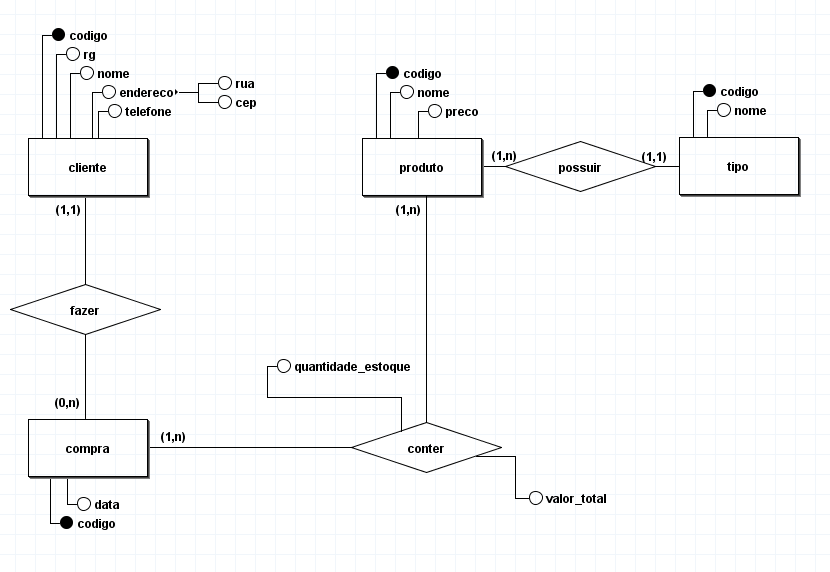 codigo
rg
nome
endereco
rua
cep
telefone
cliente
(1,1)
fazer
(0,n)
compra
data
codigo
(1,n)
quantidade_estoque
conter
valor_total
codigo
nome
preco
produto
(1,n)
(1,n)
possuir
(1,1)
codigo
nome
tipo